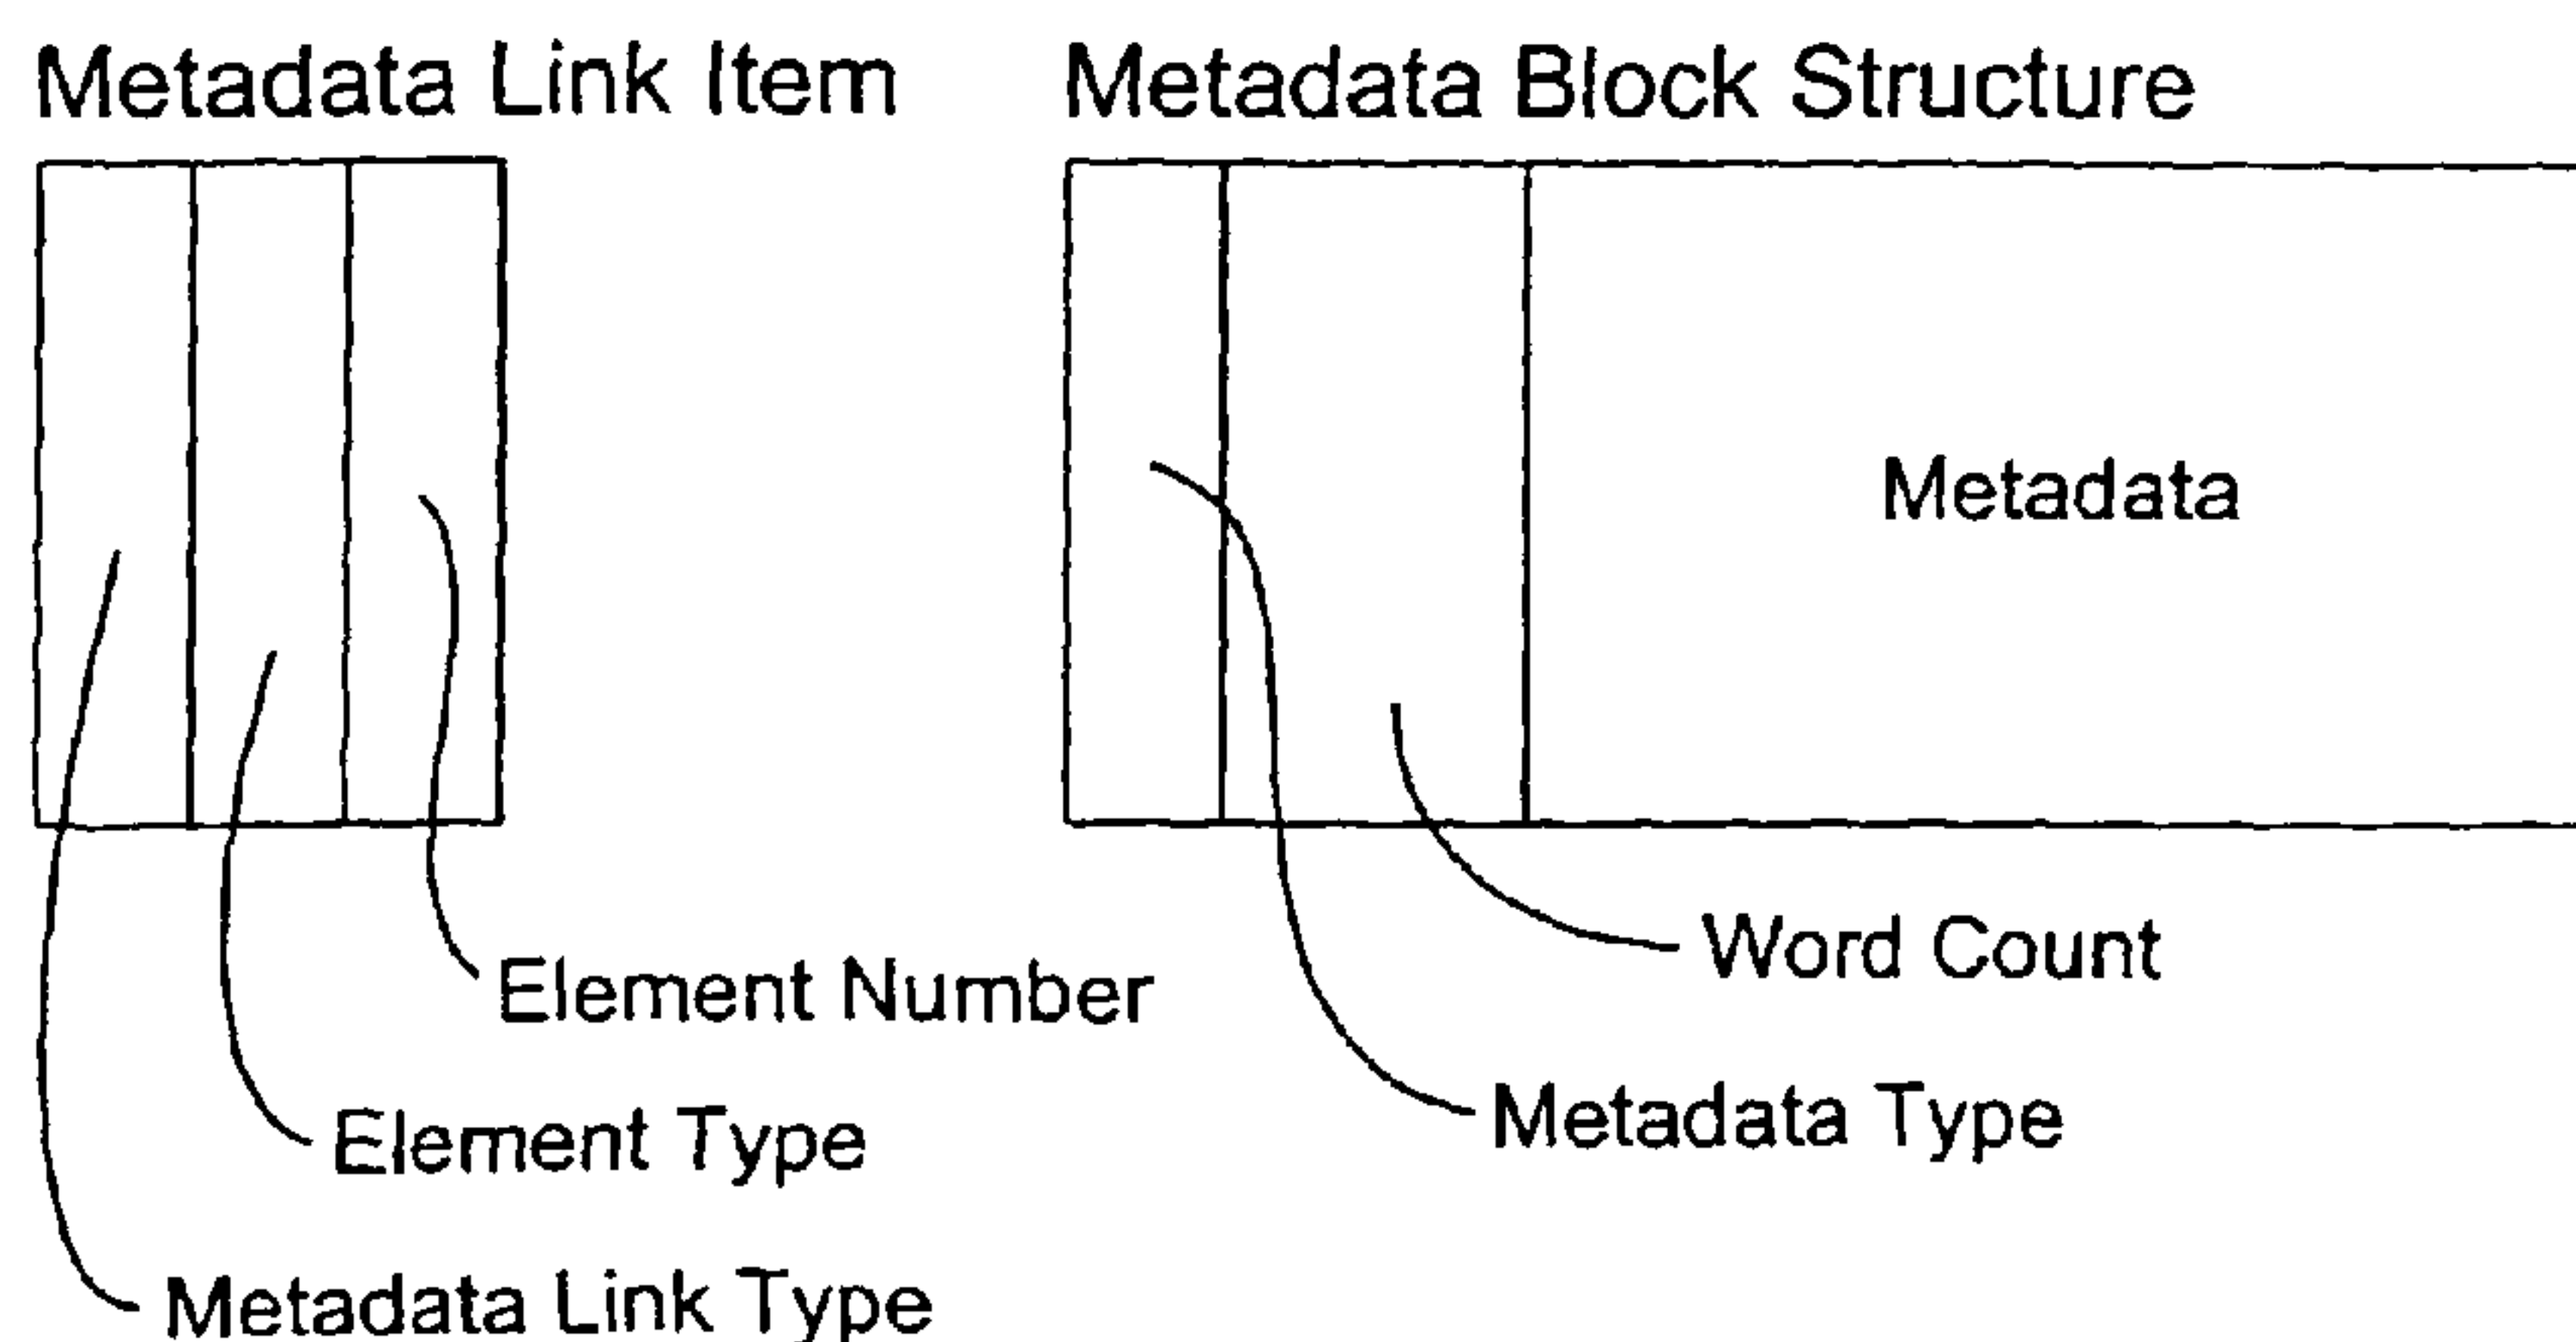 Metadata Link Item
Metadata Block Structure
Metadata
Word Count
Element Number
Metadata Type
Element Type
Metadata Link Type